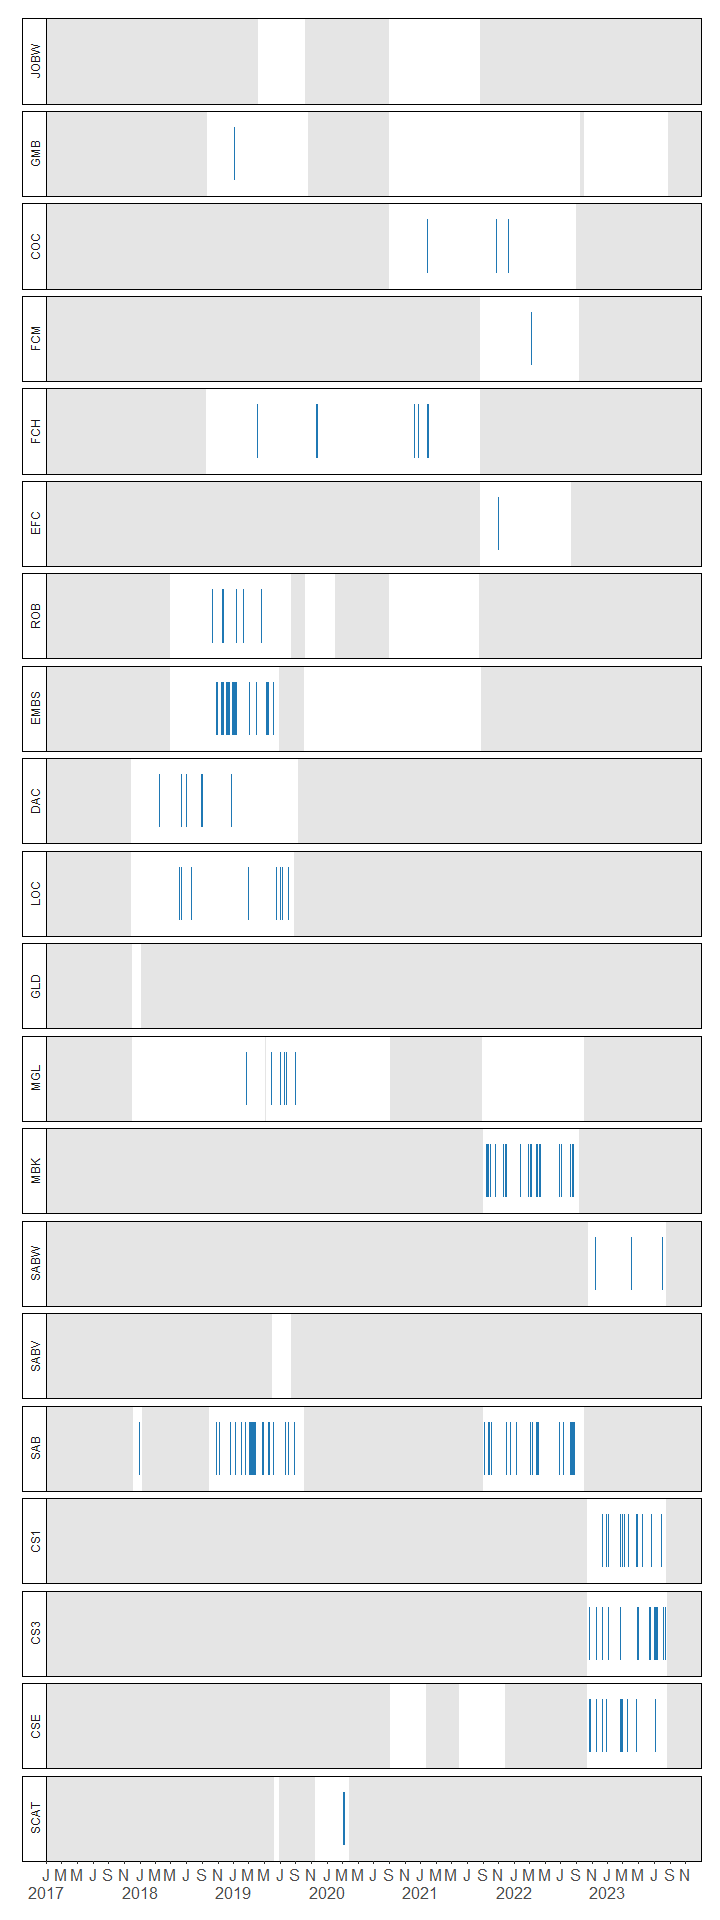 JOBW
GMB
COC
FCM
FCH
EFC
ROB
EMBS
DAC
LOC
GLD
MGL
MBK
SABW
SABV
SAB
CS1
CS3
CSE
SCAT
J M M J S N J M M J S N J M M J S N J M M J S N J M M J S N J M M J S N J M M J S N
2017 2018 2019 2020 2021 2022 2023